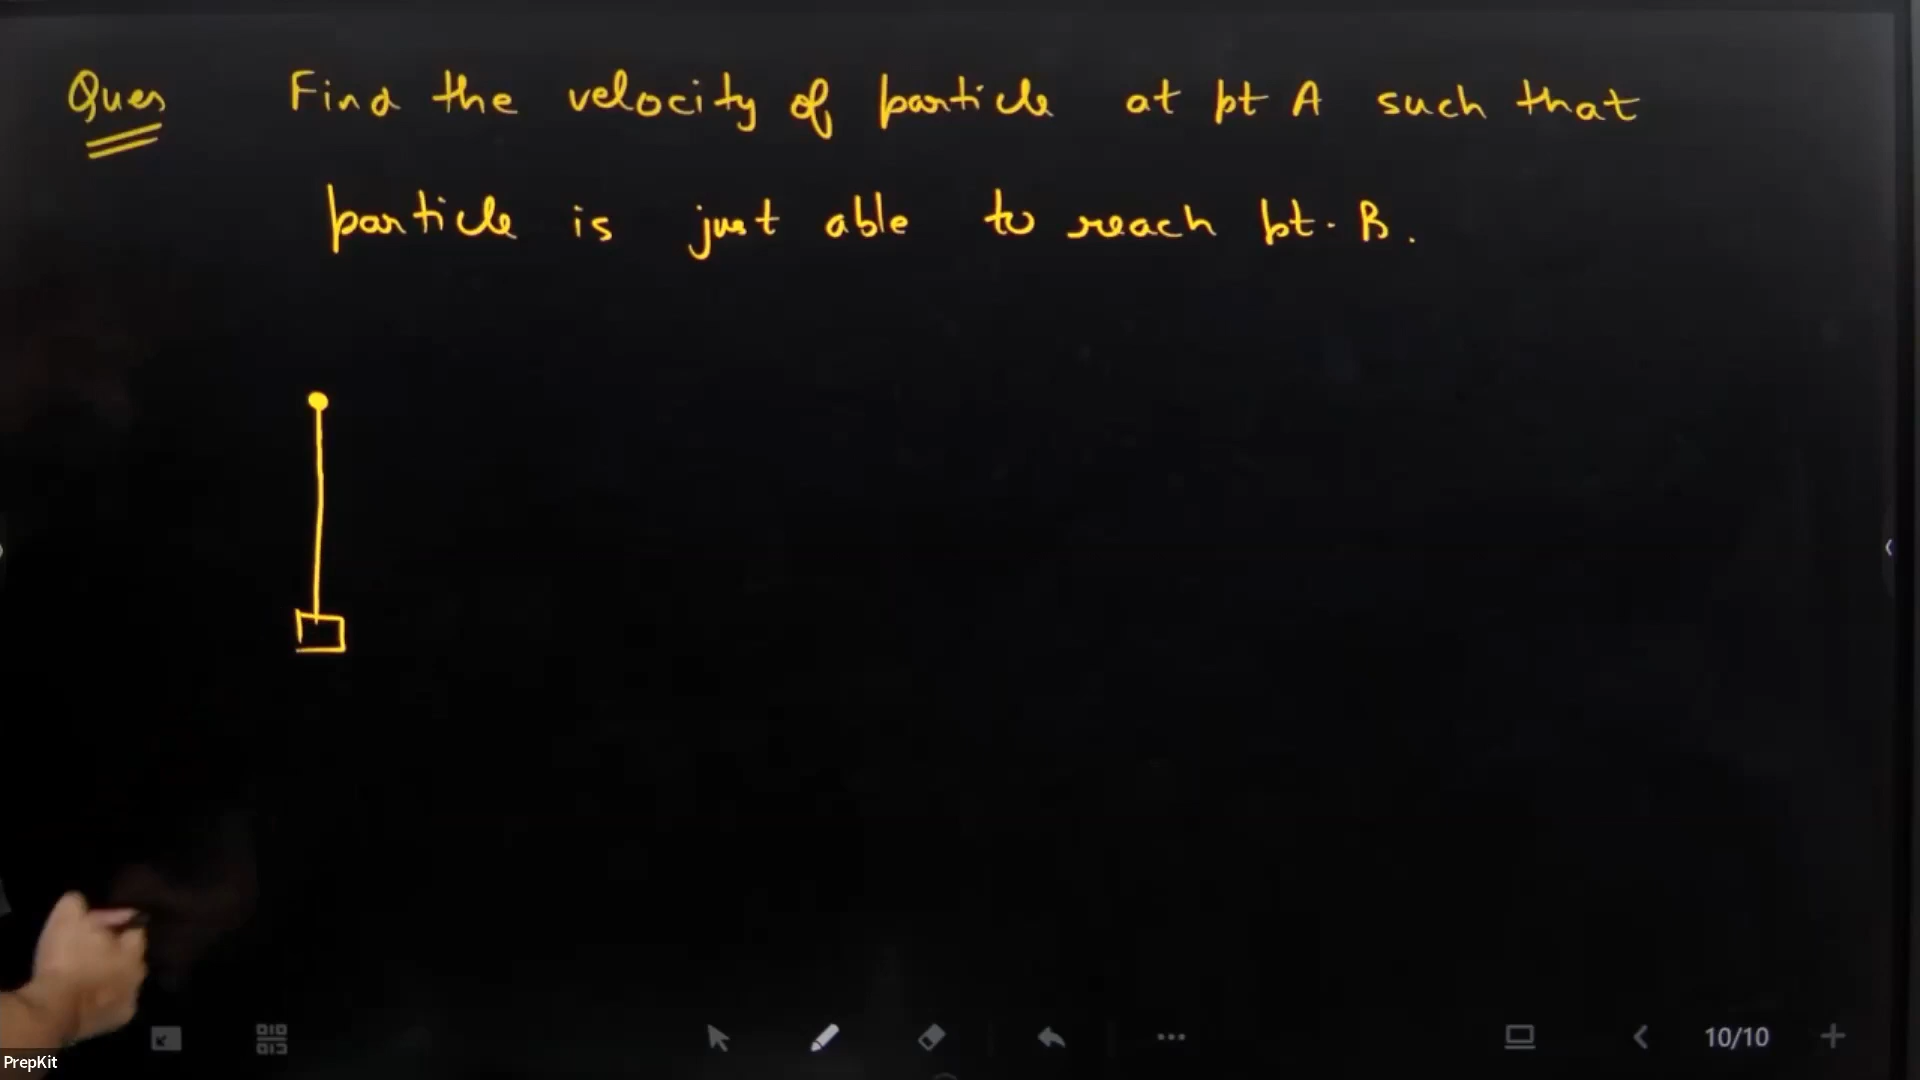 Ques Find the velocity of particle at pt A such that
particle is just able to reach pt. B.
10/10
PrepKit